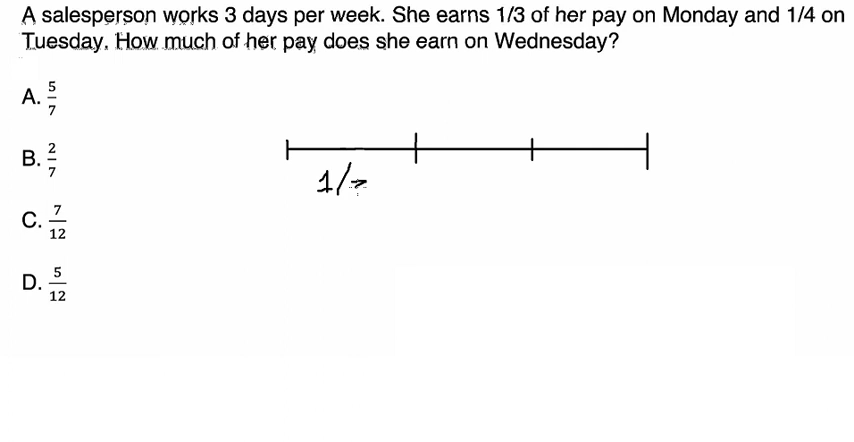 A salesperson works 3 days per week. She earns 1/3 of her pay on Monday and 1/4 on
Tuesday. How much of her pay does she earn on Wednesday?
A. 5/7
B. 2/7
1/
C. 7/12
D. 5/12